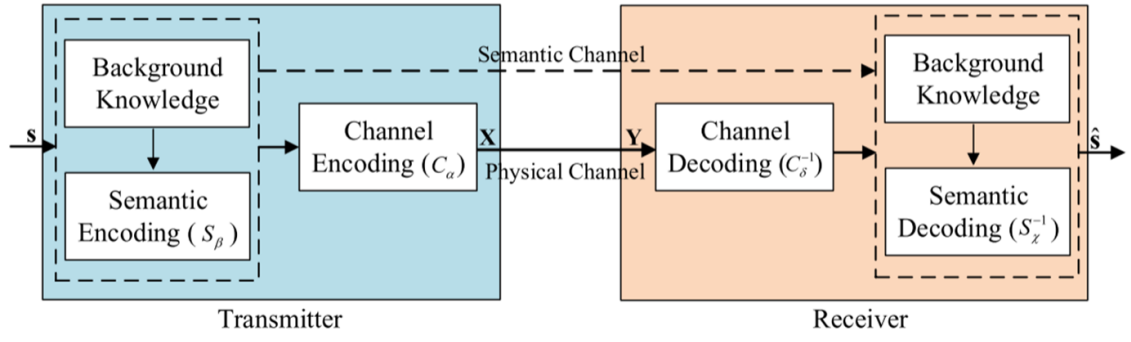 s
Background
Knowledge
Semantic
Encoding ( Sβ )
Channel
Encoding (Cα)
X
Semantic Channel
Y
Physical Channel
Channel
Decoding (Cδ⁻¹)
Background
Knowledge
Semantic
Decoding (Sχ⁻¹ )
ŝ
Transmitter
Receiver